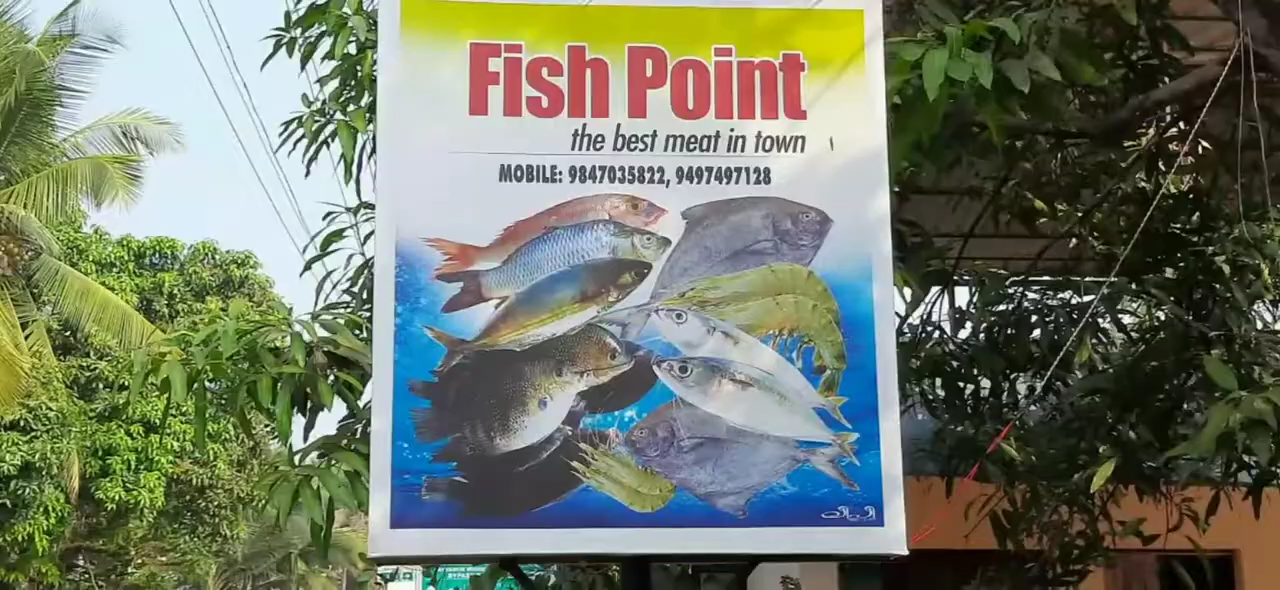 Fish Point
the best meat in town
MOBILE: 9847035822, 9497497128